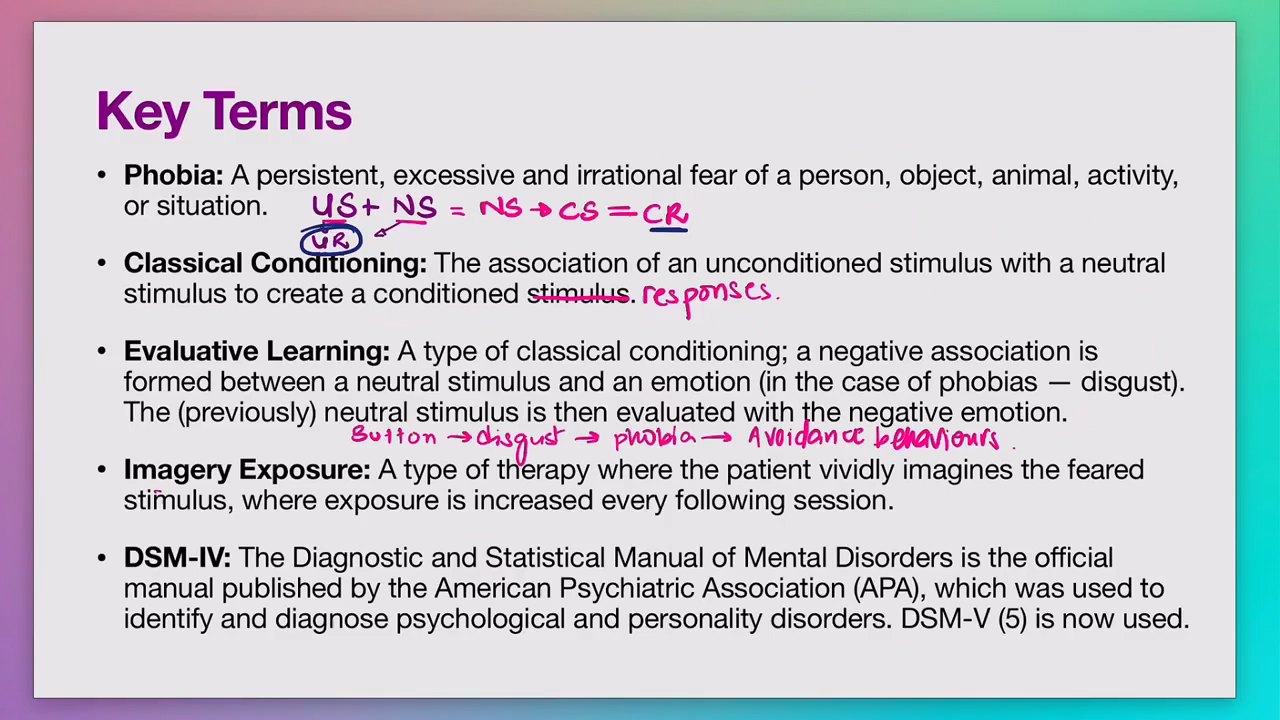 Key Terms
• Phobia: A persistent, excessive and irrational fear of a person, object, animal, activity,
or situation.
US + NS = NS → CS = CR
UR
• Classical Conditioning: The association of an unconditioned stimulus with a neutral
stimulus to create a conditioned stimulus. responses.
• Evaluative Learning: A type of classical conditioning; a negative association is
formed between a neutral stimulus and an emotion (in the case of phobias — disgust).
The (previously) neutral stimulus is then evaluated with the negative emotion.
Button → disgust → phobia → Avoidance behaviours.
• Imagery Exposure: A type of therapy where the patient vividly imagines the feared
stimulus, where exposure is increased every following session.
• DSM-IV: The Diagnostic and Statistical Manual of Mental Disorders is the official
manual published by the American Psychiatric Association (APA), which was used to
identify and diagnose psychological and personality disorders. DSM-V (5) is now used.